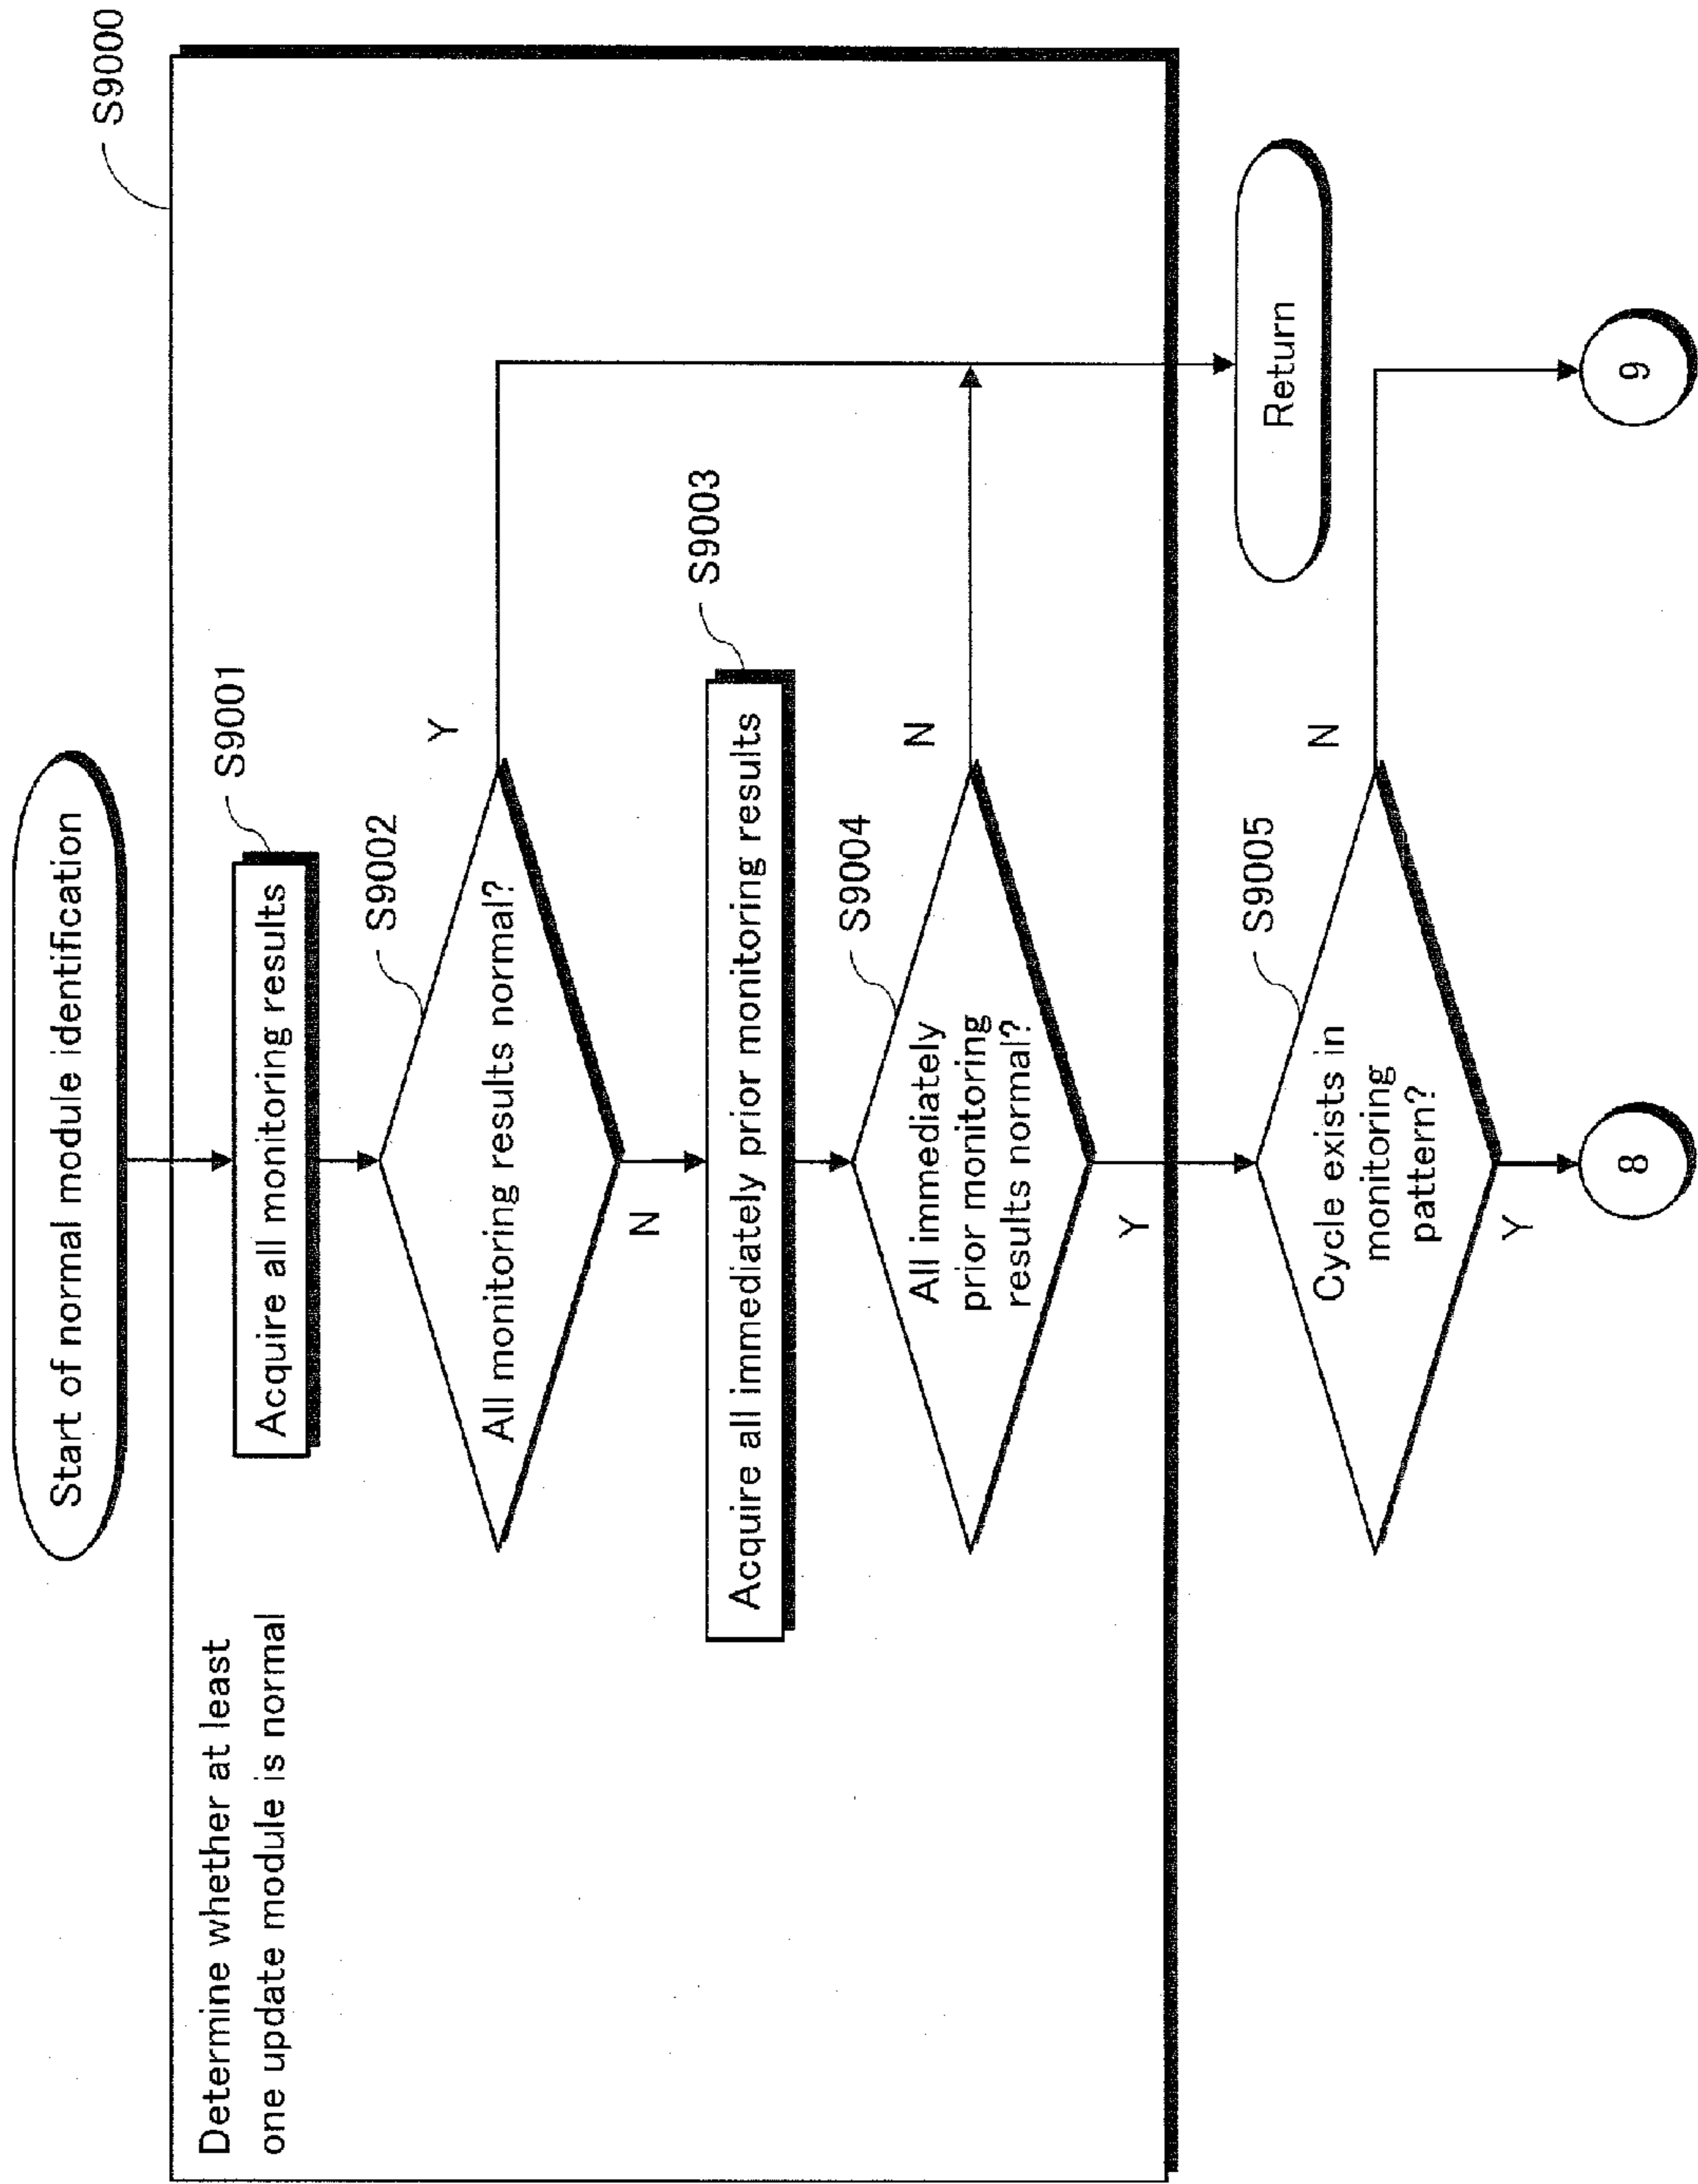 Start of normal module identification
S9000
Determine whether at least
one update module is normal
Acquire all monitoring results
S9001
All monitoring results normal?
S9002
Y
N
Acquire all immediately prior monitoring results
S9003
All immediately
prior monitoring
results normal?
S9004
N
Y
Return
Cycle exists in
monitoring
pattern?
S9005
N
Y
8
9